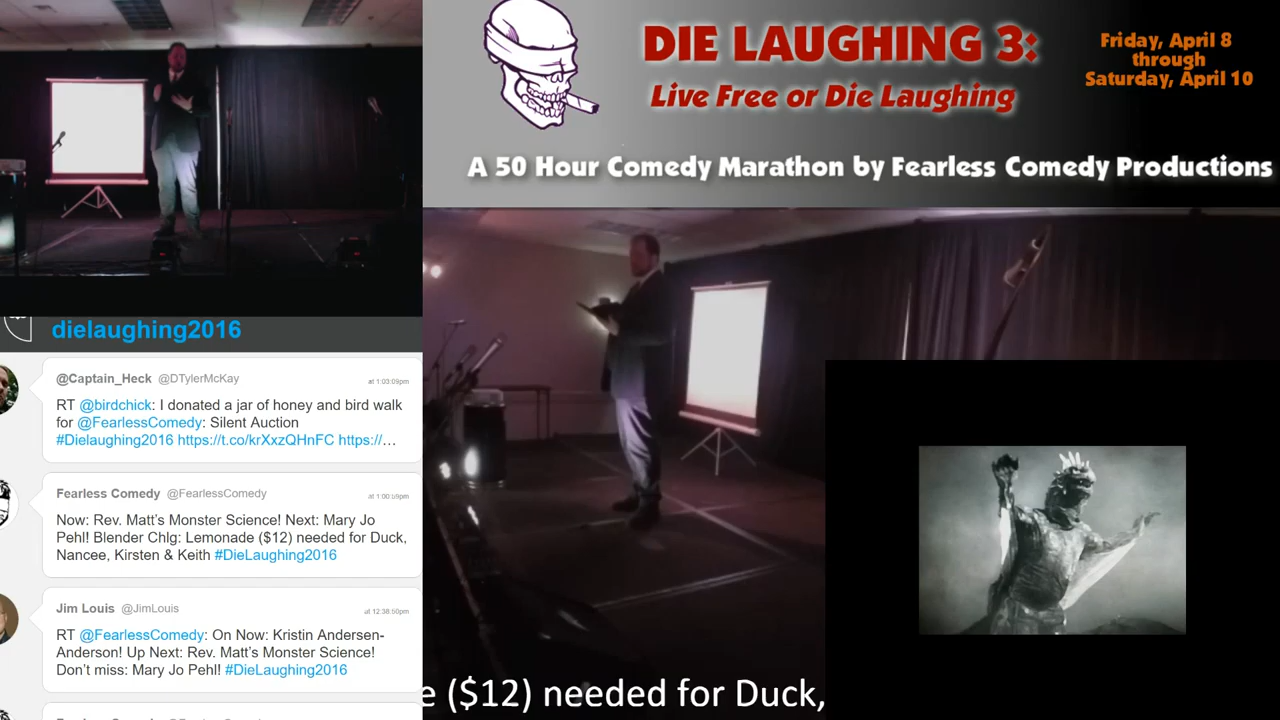 DIE LAUGHING 3:
Live Free or Die Laughing
Friday, April 8
through
Saturday, April 10
A 50 Hour Comedy Marathon by Fearless Comedy Productions
dielaughing2016
@Captain_Heck @DTylerMcKay
at 1:03:09pm
RT @birdchick: I donated a jar of honey and bird walk
for @FearlessComedy: Silent Auction
#Dielaughing2016 https://t.co/krXxzQHnFC https://…
Fearless Comedy @FearlessComedy
Now: Rev. Matt's Monster Science! Next: Mary Jo
Pehl! Blender Chlg: Lemonade ($12) needed for Duck,
Nancee, Kirsten & Keith #DieLaughing2016
Jim Louis @JimLouis
RT @FearlessComedy: On Now: Kristin Andersen-
Anderson! Up Next: Rev. Matt's Monster Science!
Don't miss: Mary Jo Pehl! #DieLaughing2016
e ($12) needed for Duck,